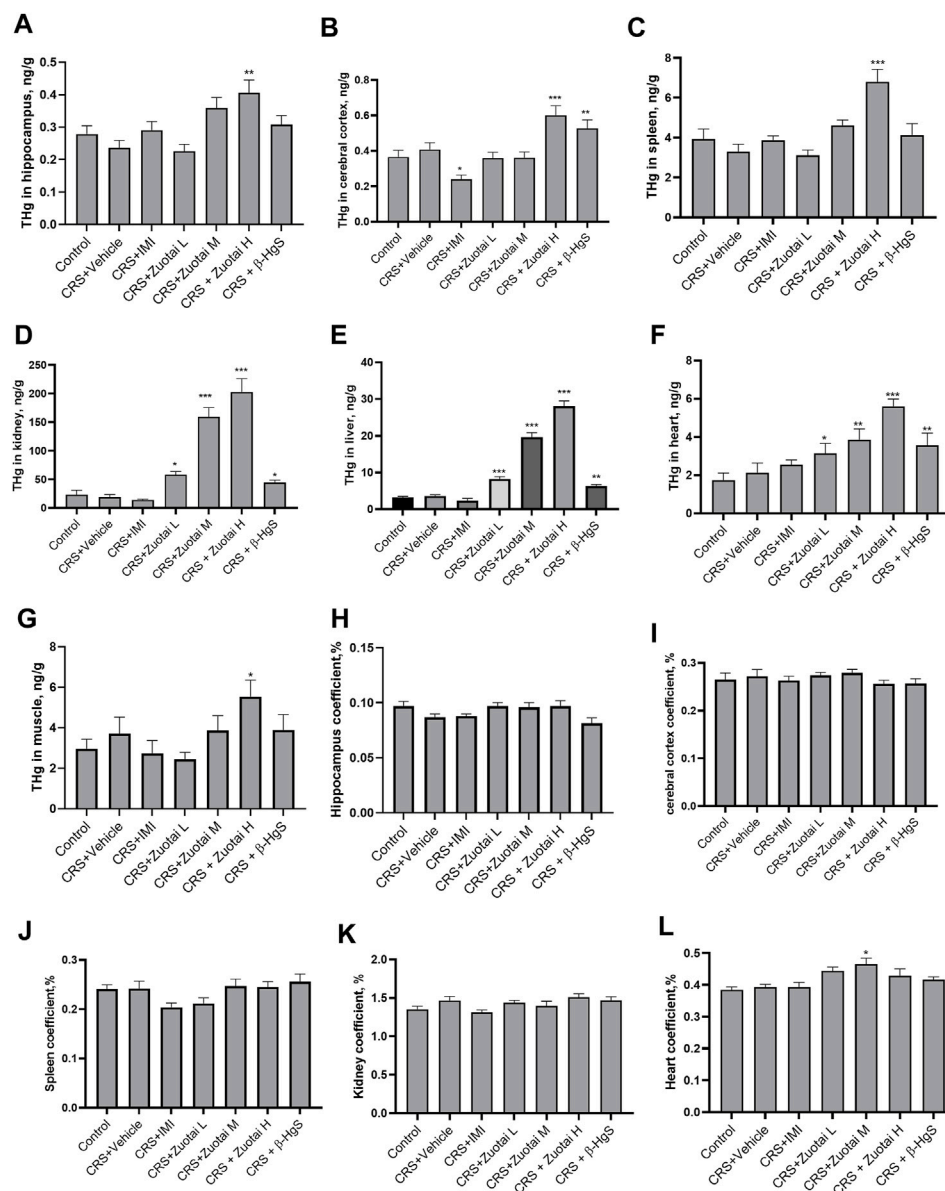 A
THg in hippocampus, ng/g
0.5
0.4
0.3
0.2
0.1
0.0
**
Control
CRS+Vehicle
CRS+IMI
CRS+Zuotai L
CRS+Zuotai M
CRS + Zuotai H
CRS + β-HgS
B
THg in cerebral cortex, ng/g
0.8
0.6
0.4
0.2
0.0
*
***
**
Control
CRS+Vehicle
CRS+IMI
CRS+Zuotai L
CRS+Zuotai M
CRS + Zuotai H
CRS + β-HgS
C
THg in spleen, ng/g
8
6
4
2
0
***
Control
CRS+Vehicle
CRS+IMI
CRS+Zuotai L
CRS+Zuotai M
CRS + Zuotai H
CRS + β-HgS
D
THg in kidney, ng/g
250
200
150
100
50
0
*
***
***
*
Control
CRS+Vehicle
CRS+IMI
CRS+Zuotai L
CRS+Zuotai M
CRS + Zuotai H
CRS + β-HgS
E
THg in liver, ng/g
40
30
20
10
0
***
***
***
**
Control
CRS+Vehicle
CRS+IMI
CRS+Zuotai L
CRS+Zuotai M
CRS + Zuotai H
CRS + β-HgS
F
THg in heart, ng/g
8
6
4
2
0
*
**
***
**
Control
CRS+Vehicle
CRS+IMI
CRS+Zuotai L
CRS+Zuotai M
CRS + Zuotai H
CRS + β-HgS
G
THg in muscle, ng/g
8
6
4
2
0
*
Control
CRS+Vehicle
CRS+IMI
CRS+Zuotai L
CRS+Zuotai M
CRS + Zuotai H
CRS + β-HgS
H
Hippocampus coefficient,%
0.15
0.10
0.05
0.00
Control
CRS+Vehicle
CRS+IMI
CRS+Zuotai L
CRS+Zuotai M
CRS + Zuotai H
CRS + β-HgS
I
cerebral cortex coefficient, %
0.3
0.2
0.1
0.0
Control
CRS+Vehicle
CRS+IMI
CRS+Zuotai L
CRS+Zuotai M
CRS + Zuotai H
CRS + β-HgS
J
Spleen coefficient,%
0.3
0.2
0.1
0.0
Control
CRS+Vehicle
CRS+IMI
CRS+Zuotai L
CRS+Zuotai M
CRS + Zuotai H
CRS + β-HgS
K
Kidney coefficient, %
2.0
1.5
1.0
0.5
0.0
Control
CRS+Vehicle
CRS+IMI
CRS+Zuotai L
CRS+Zuotai M
CRS + Zuotai H
CRS + β-HgS
L
Heart coefficient, %
0.5
0.4
0.3
0.2
0.1
0.0
*
Control
CRS+Vehicle
CRS+IMI
CRS+Zuotai L
CRS+Zuotai M
CRS + Zuotai H
CRS + β-HgS